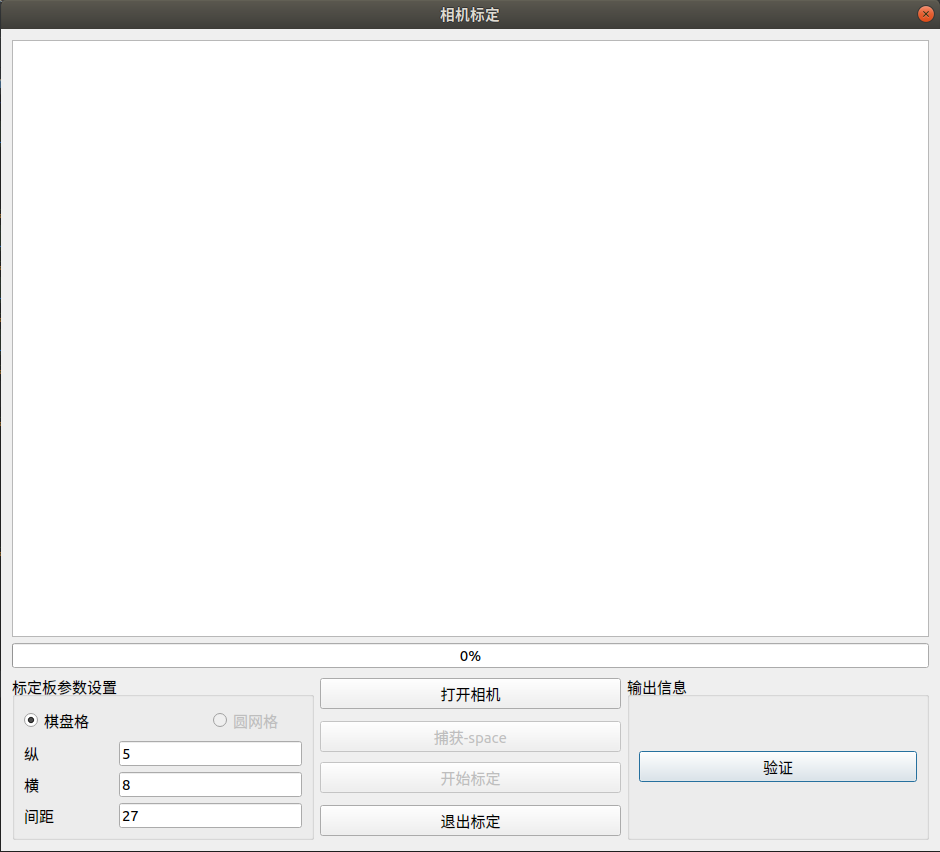 相机标定
0%
标定板参数设置
棋盘格 圆网格
纵 5
横 8
间距 27
打开相机
捕获-space
开始标定
退出标定
输出信息
验证